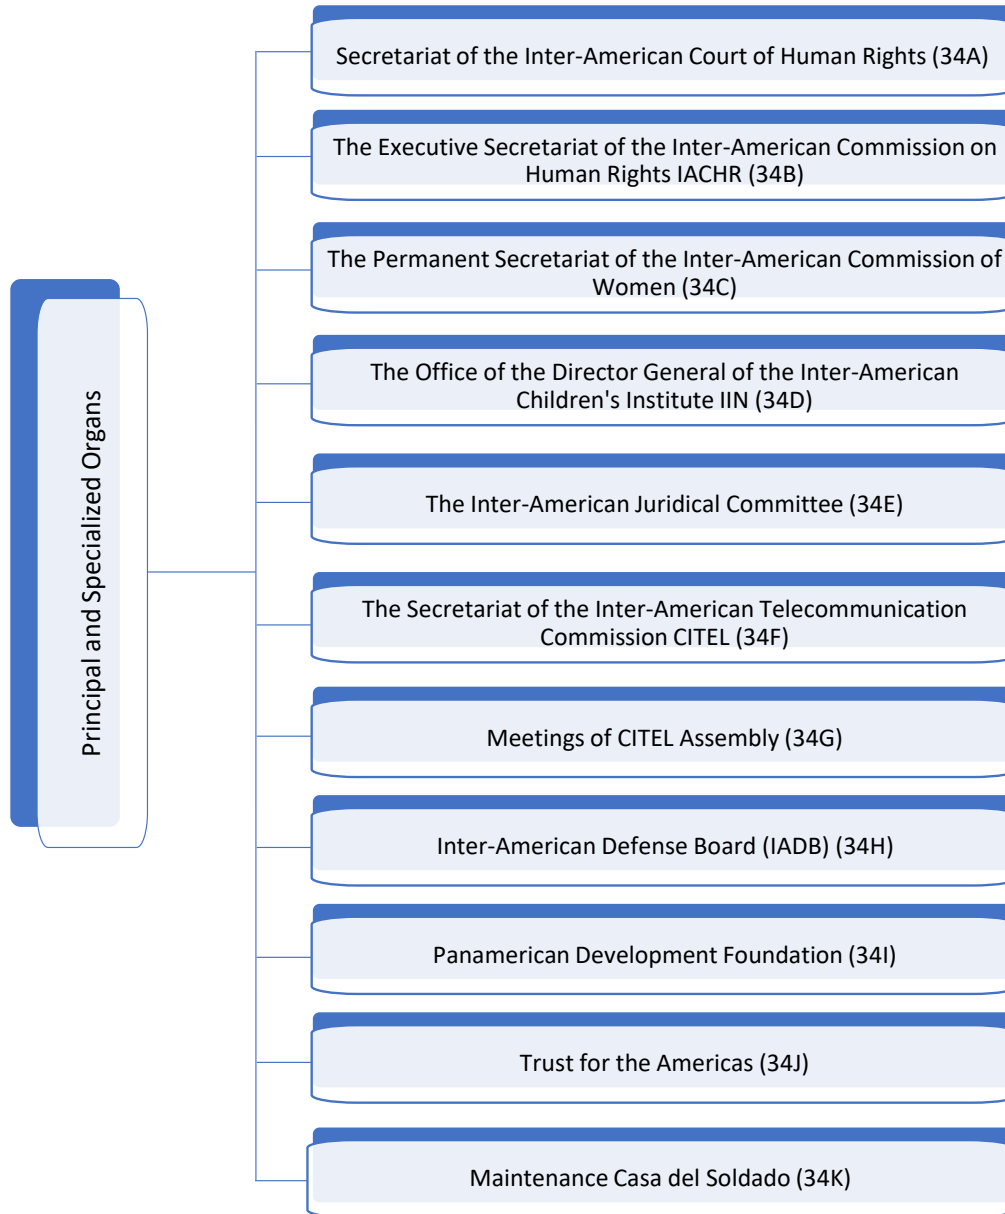 Principal and Specialized Organs
Secretariat of the Inter-American Court of Human Rights (34A)
The Executive Secretariat of the Inter-American Commission on
Human Rights IACHR (34B)
The Permanent Secretariat of the Inter-American Commission of
Women (34C)
The Office of the Director General of the Inter-American
Children's Institute IIN (34D)
The Inter-American Juridical Committee (34E)
The Secretariat of the Inter-American Telecommunication
Commission CITEL (34F)
Meetings of CITEL Assembly (34G)
Inter-American Defense Board (IADB) (34H)
Panamerican Development Foundation (34I)
Trust for the Americas (34J)
Maintenance Casa del Soldado (34K)